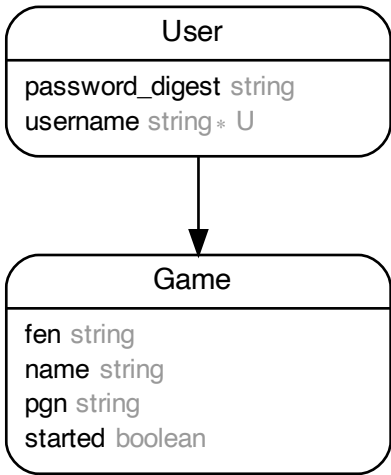 User
password_digest string
username string* U
Game
fen string
name string
pgn string
started boolean